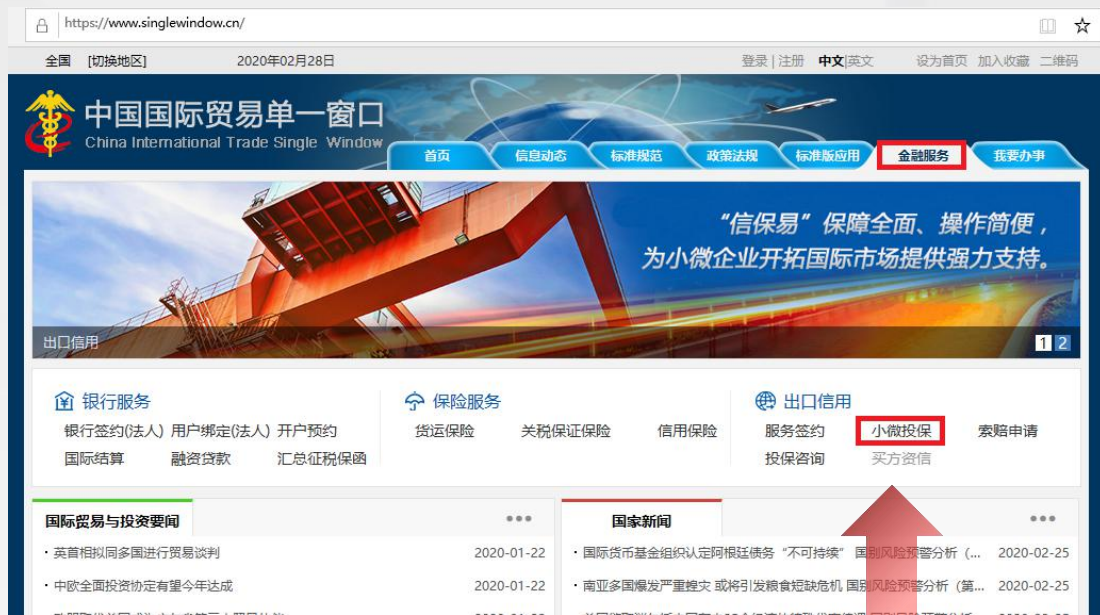 https://www.singlewindow.cn/
全国 [切换地区] 2020年02月28日 登录 | 注册 中文|英文 设为首页 加入收藏 二维码
中国国际贸易单一窗口
China International Trade Single Window
首页 信息动态 标准规范 政策法规 标准版应用 金融服务 我要办事
“信保易”保障全面、操作简便，
为小微企业开拓国际市场提供强力支持。
出口信用 1 2
银行服务 保险服务 出口信用
银行签约(法人) 用户绑定(法人) 开户预约 货运保险 关税保证保险 信用保险 服务签约 小微投保 索赔申请
国际结算 融资贷款 汇总征税保函 投保咨询 买方资信
国际贸易与投资要闻 ••• 国家新闻 •••
· 英首相拟同多国进行贸易谈判 2020-01-22 · 国际货币基金组织认定阿根廷债务“不可持续” 国别风险预警分析（... 2020-02-25
· 中欧全面投资协定有望今年达成 2020-01-22 · 南亚多国爆发严重蝗灾 或将引发粮食短缺危机 国别风险预警分析（第... 2020-02-25